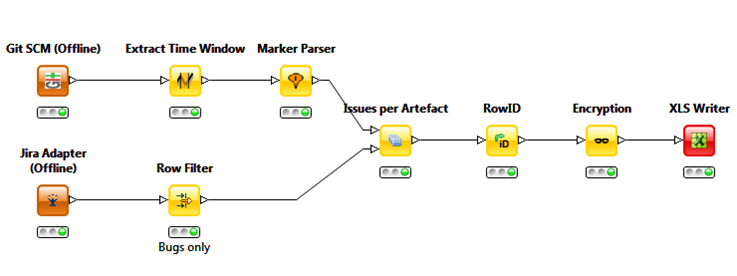 Git SCM (Offline)
Extract Time Window
Marker Parser
Issues per Artefact
RowID
Encryption
XLS Writer
Jira Adapter
(Offline)
Row Filter
Bugs only